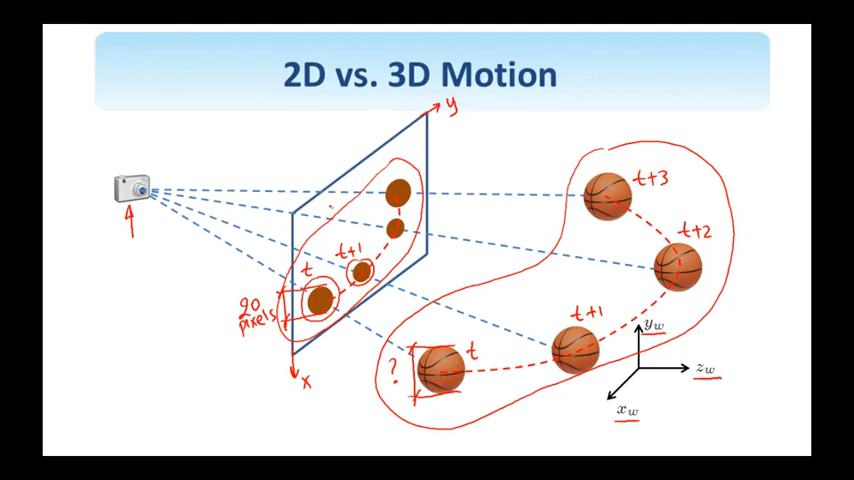 2D vs. 3D Motion
y
t+3
t+2
t+1
t
20
pixels
x
t+1
t
?
y_w
z_w
x_w